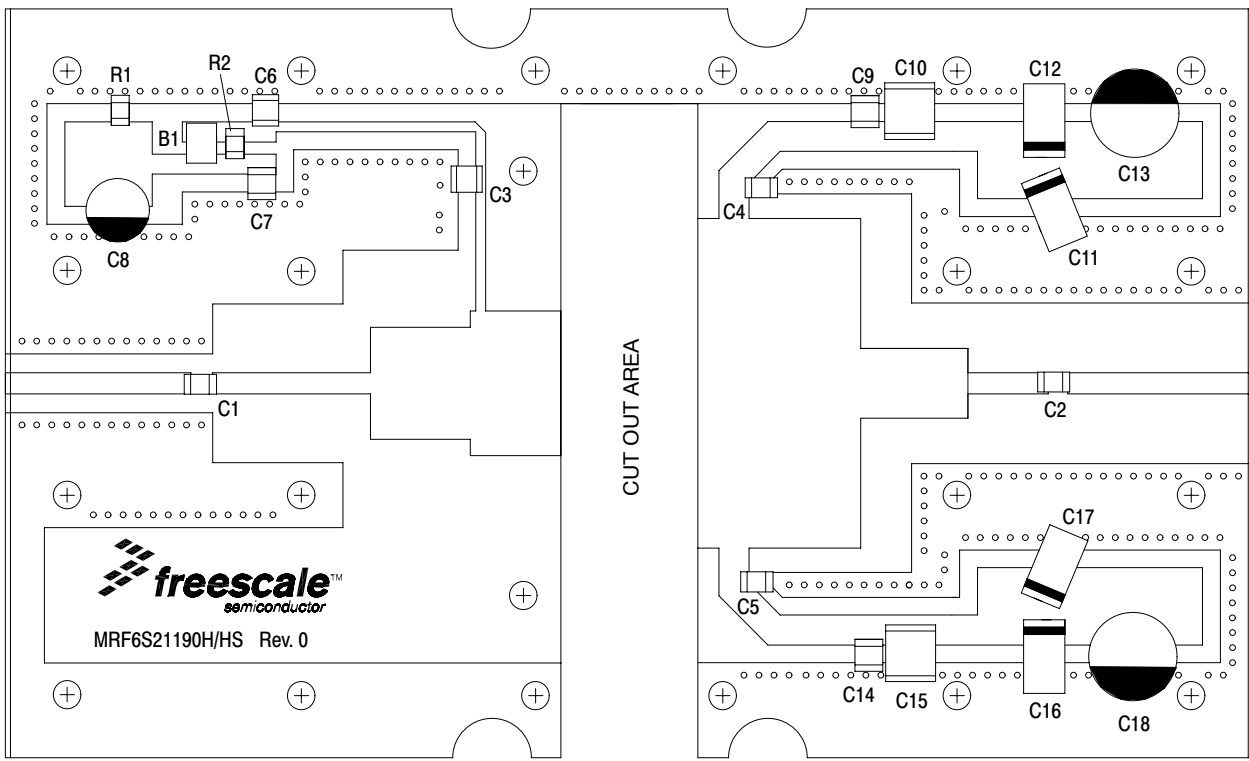 R1
R2
C6
B1
C7
C8
C3
C1
C9
C10
C12
C13
C4
C11
C2
CUT OUT AREA
C17
C5
C14
C15
C16
C18
freescale™
semiconductor
MRF6S21190H/HS Rev. 0